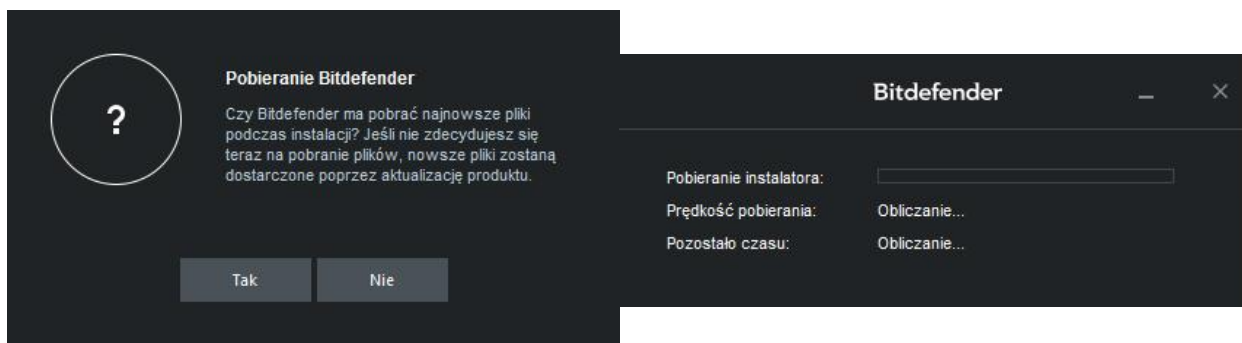 ?
Pobieranie Bitdefender
Czy Bitdefender ma pobrać najnowsze pliki
podczas instalacji? Jeśli nie zdecydujesz się
teraz na pobranie plików, nowsze pliki zostaną
dostarczone poprzez aktualizację produktu.
Tak Nie
Bitdefender
Pobieranie instalatora:
Prędkość pobierania: Obliczanie...
Pozostało czasu: Obliczanie...